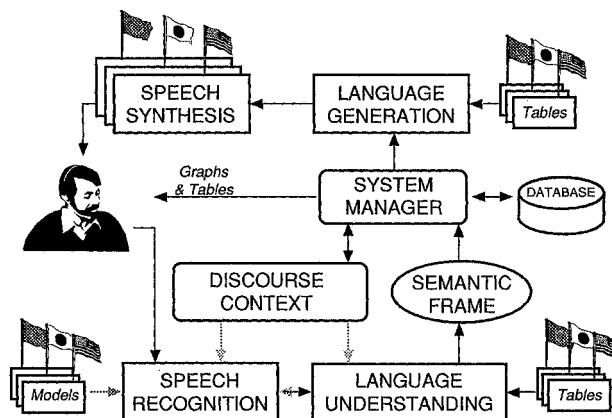 SPEECH
SYNTHESIS
LANGUAGE
GENERATION
Tables
Graphs
& Tables
SYSTEM
MANAGER
DATABASE
DISCOURSE
CONTEXT
SEMANTIC
FRAME
Models
SPEECH
RECOGNITION
LANGUAGE
UNDERSTANDING
Tables